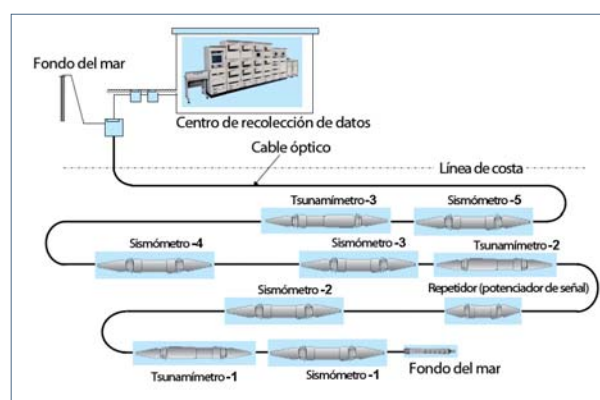 Fondo del mar
Centro de recolección de datos
Cable óptico
Línea de costa
Tsunamímetro-3
Sismómetro-5
Sismómetro-4
Sismómetro-3
Tsunamímetro-2
Sismómetro-2
Repetidor (potenciador de señal)
Tsunamímetro-1
Sismómetro-1
Fondo del mar